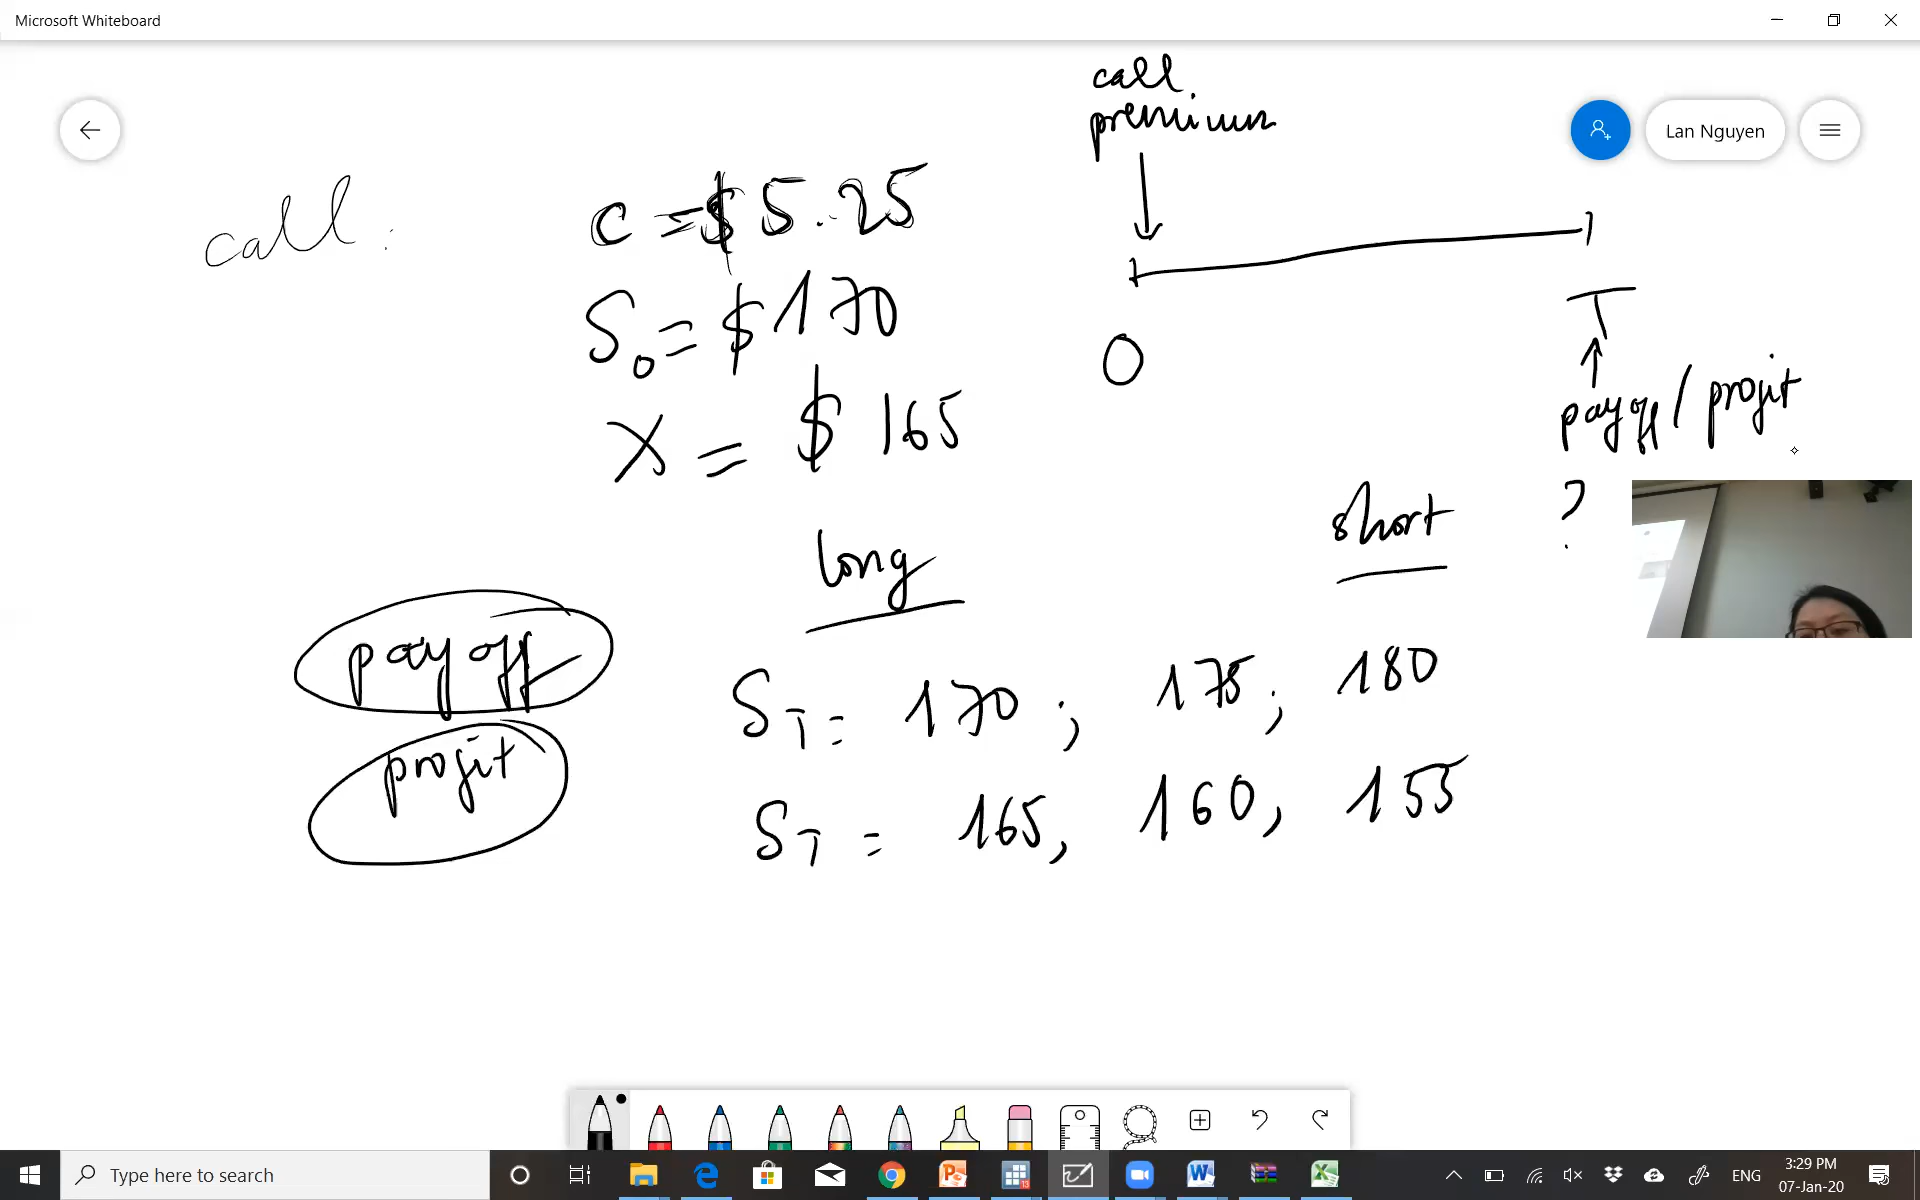 Microsoft Whiteboard
call
premium
Lan Nguyen
call :
c = $ 5.25
S0 = $ 170
X = $ 165
0
T
payoff / profit
?
long
short
payoff
profit
ST = 170 ; 175 ; 180
ST = 165, 160, 155
Type here to search
ENG
3:29 PM
07-Jan-20